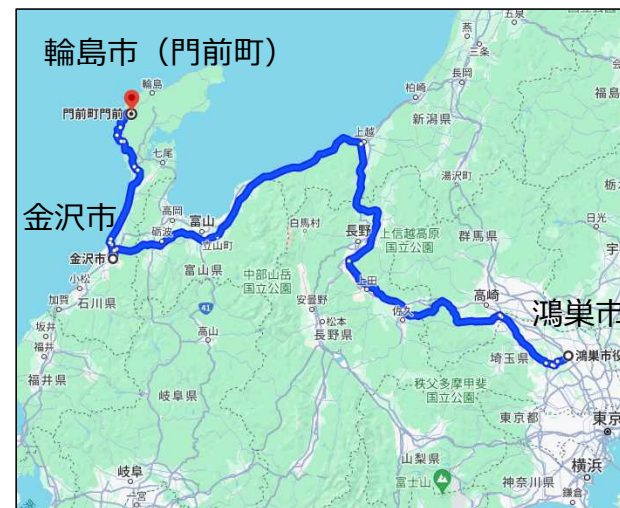 輪島市（門前町）
輪島
門前町門前
七尾
金沢市
金沢市
高岡
砺波
富山
立山町
小松
加賀
石川県
富山県
坂井
福井
福井県
41
高山
岐阜県
岐阜
一宮
中部山岳
国立公園
白馬村
安曇野
松本
長野県
長野
上田
佐久
上越
柏崎
長岡
燕
三条
五泉
新潟県
湯沢町
福島
上信越高原
国立公園
群馬県
日光
栃
宇
高崎
鴻巣市
鴻巣市役
埼玉県
秩父多摩甲斐
国立公園
東京都
東京
山梨県
富士山
神奈川県
横浜
鎌倉